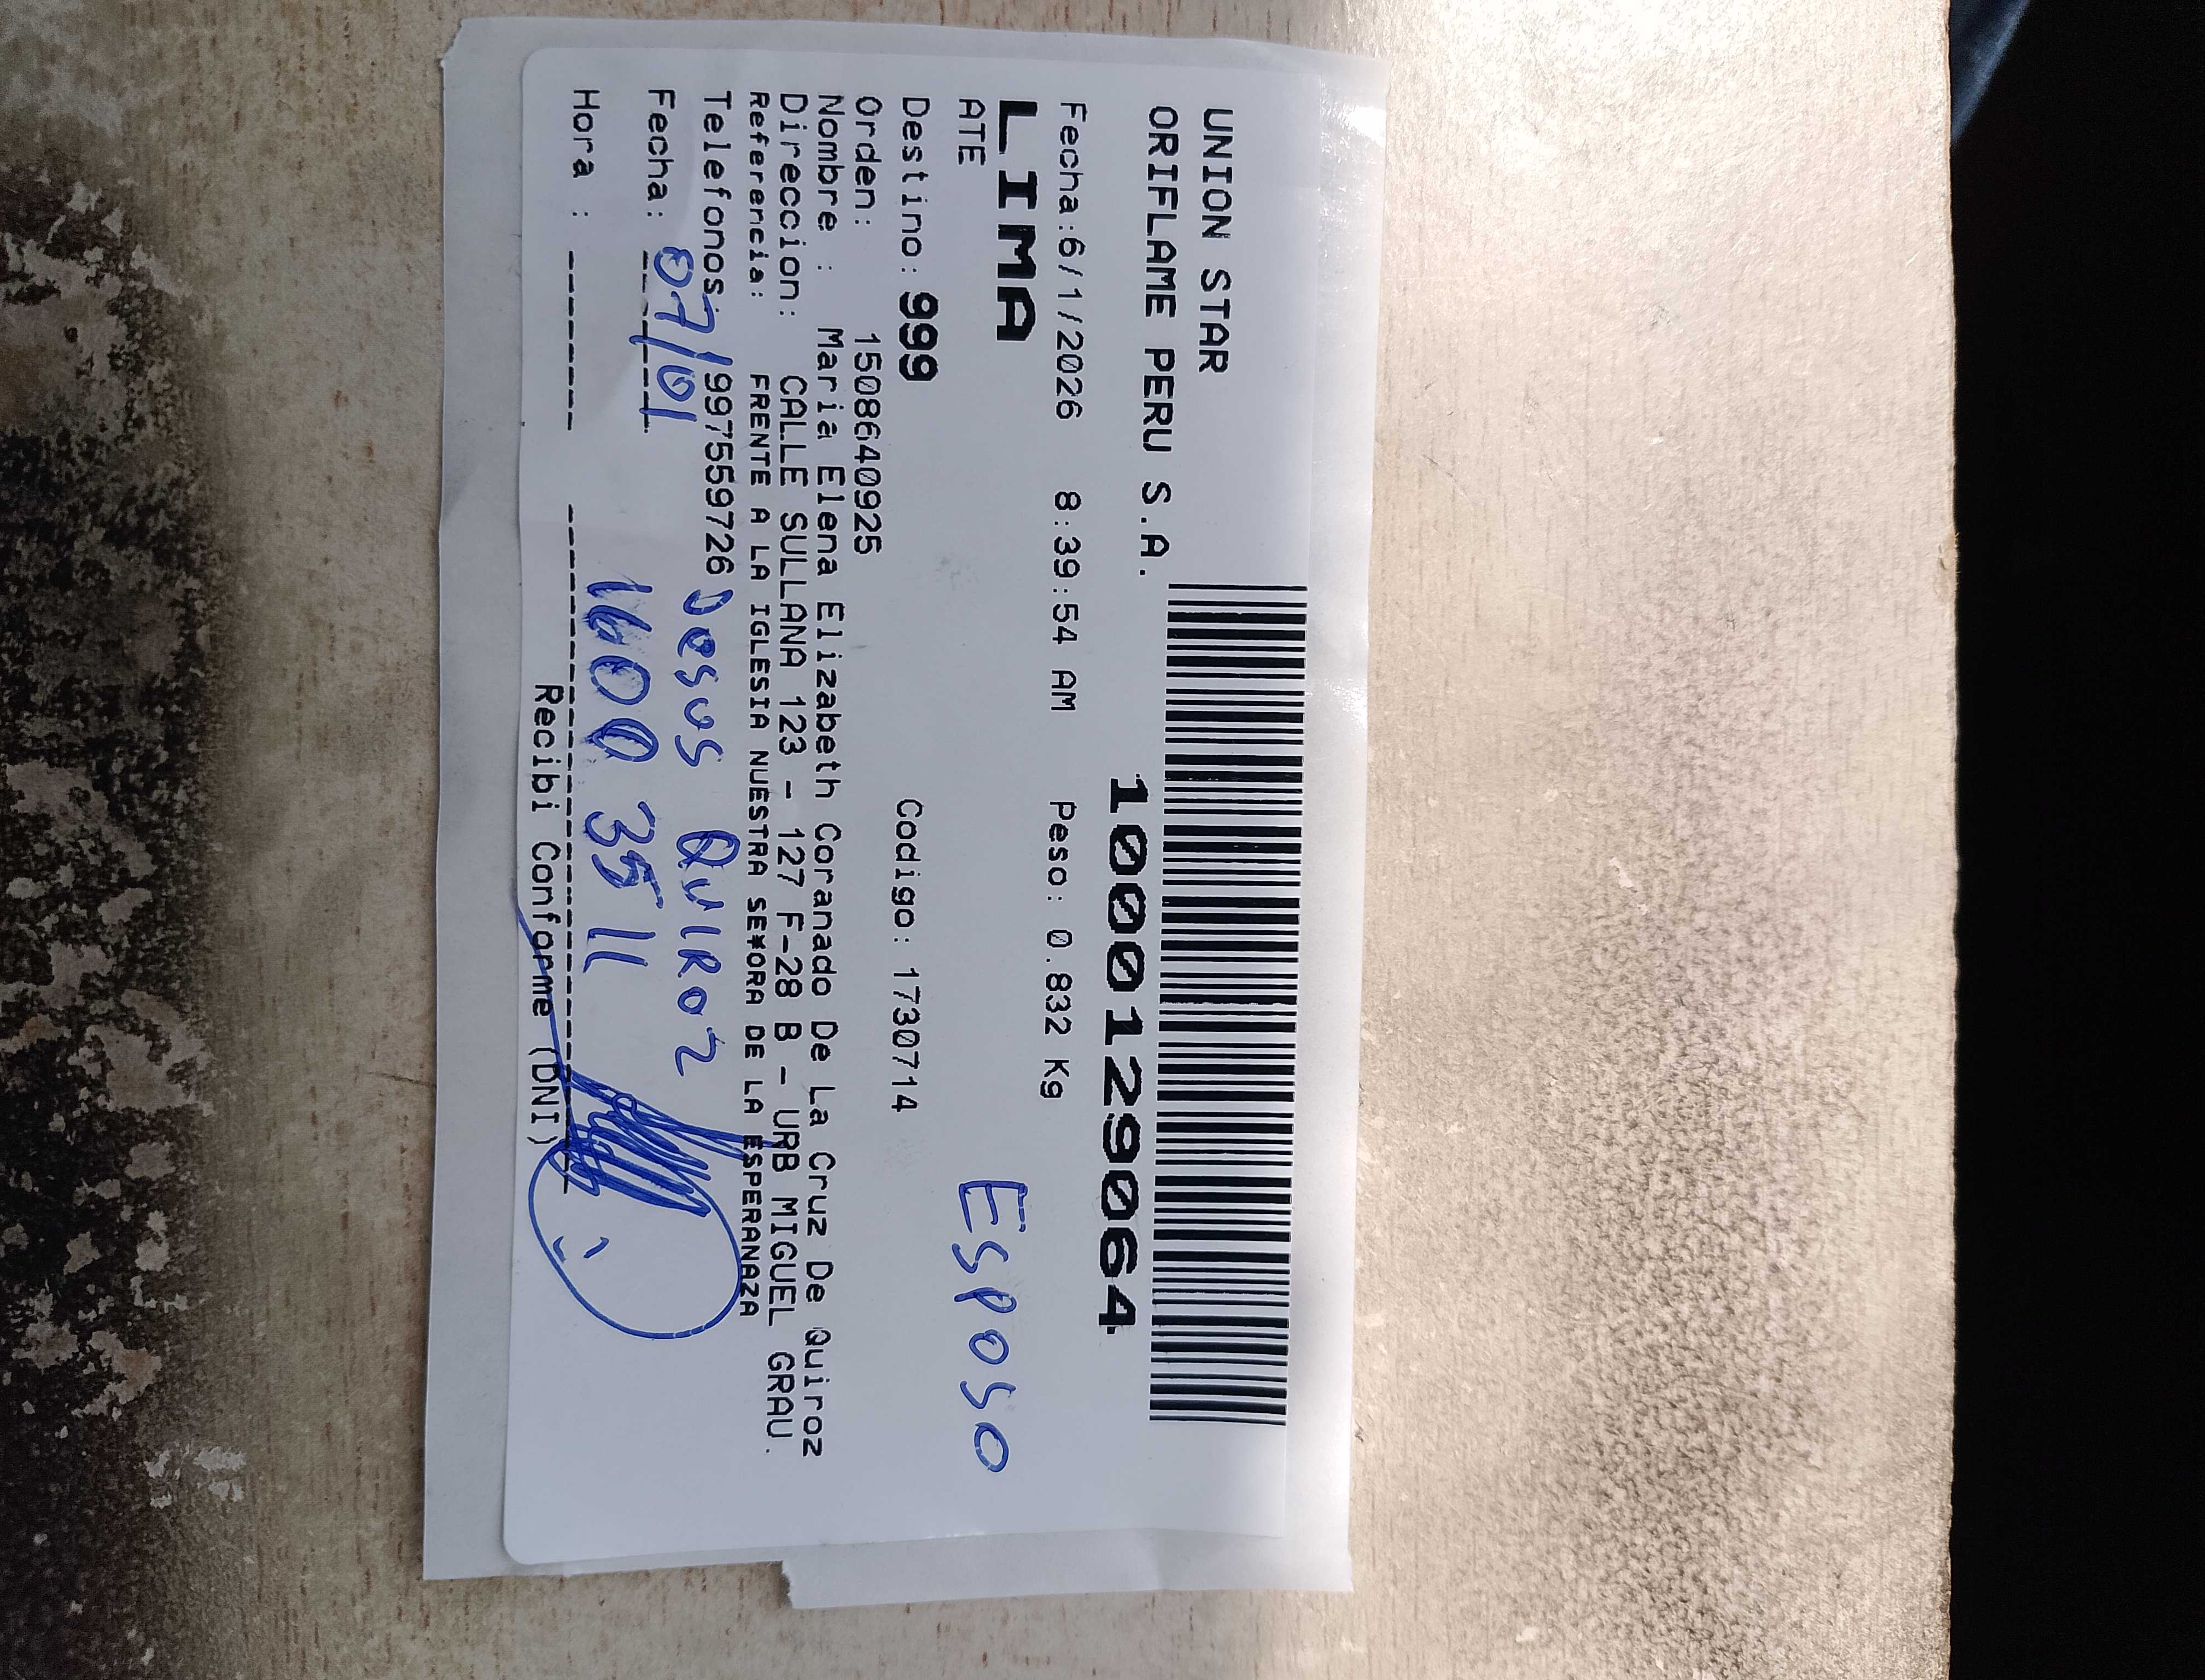 UNION STAR
ORIFLAME PERU S.A.
1000129064
Fecha:6/1/2026 8:39:54 AM Peso: 0.832 Kg
LIMA
ATE
Esposo
Destino: 999 Codigo: 1730714
Orden: 1508640925
Nombre : Maria Elena Elizabeth Coranado De La Cruz De Quiroz
Direccion: CALLE SULLANA 123 - 127 F-28 B - URB MIGUEL GRAU.
Referencia: FRENTE A LA IGLESIA NUESTRA SE¥ORA DE LA ESPERANAZA
Telefonos: 997559726
Jesus Quiroz
Fecha: 07/01
1600 3511
Hora :
Recibi Conforme (DNI)